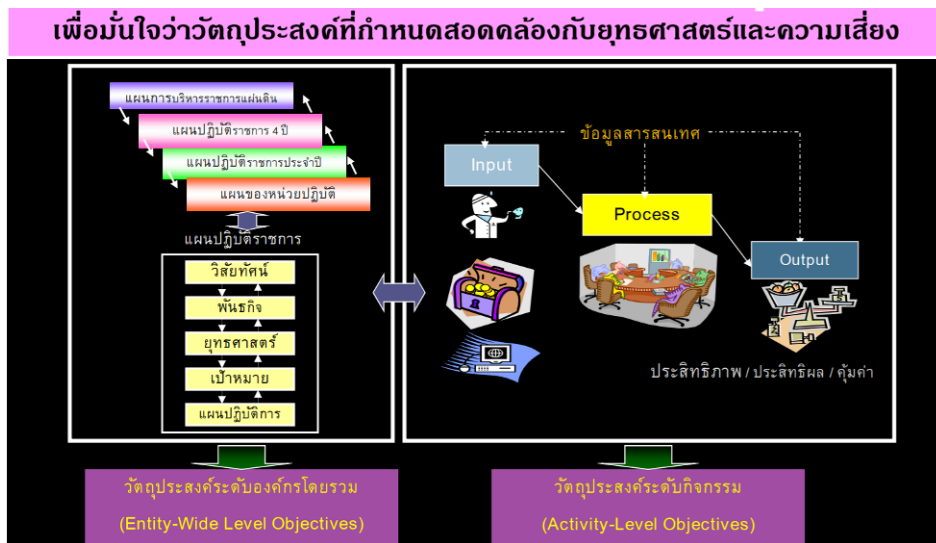 เพื่อมั่นใจว่าวัตถุประสงค์ที่กำหนดสอดคล้องกับยุทธศาสตร์และความเสี่ยง
แผนการบริหารราชการแผ่นดิน
แผนปฏิบัติราชการ 4 ปี
แผนปฏิบัติราชการประจำปี
แผนของหน่วยปฏิบัติ
แผนปฏิบัติราชการ
วิสัยทัศน์
พันธกิจ
ยุทธศาสตร์
เป้าหมาย
แผนปฏิบัติการ
ข้อมูลสารสนเทศ
Input
Process
Output
ประสิทธิภาพ / ประสิทธิผล / คุ้มค่า
วัตถุประสงค์ระดับองค์กรโดยรวม
(Entity-Wide Level Objectives)
วัตถุประสงค์ระดับกิจกรรม
(Activity-Level Objectives)